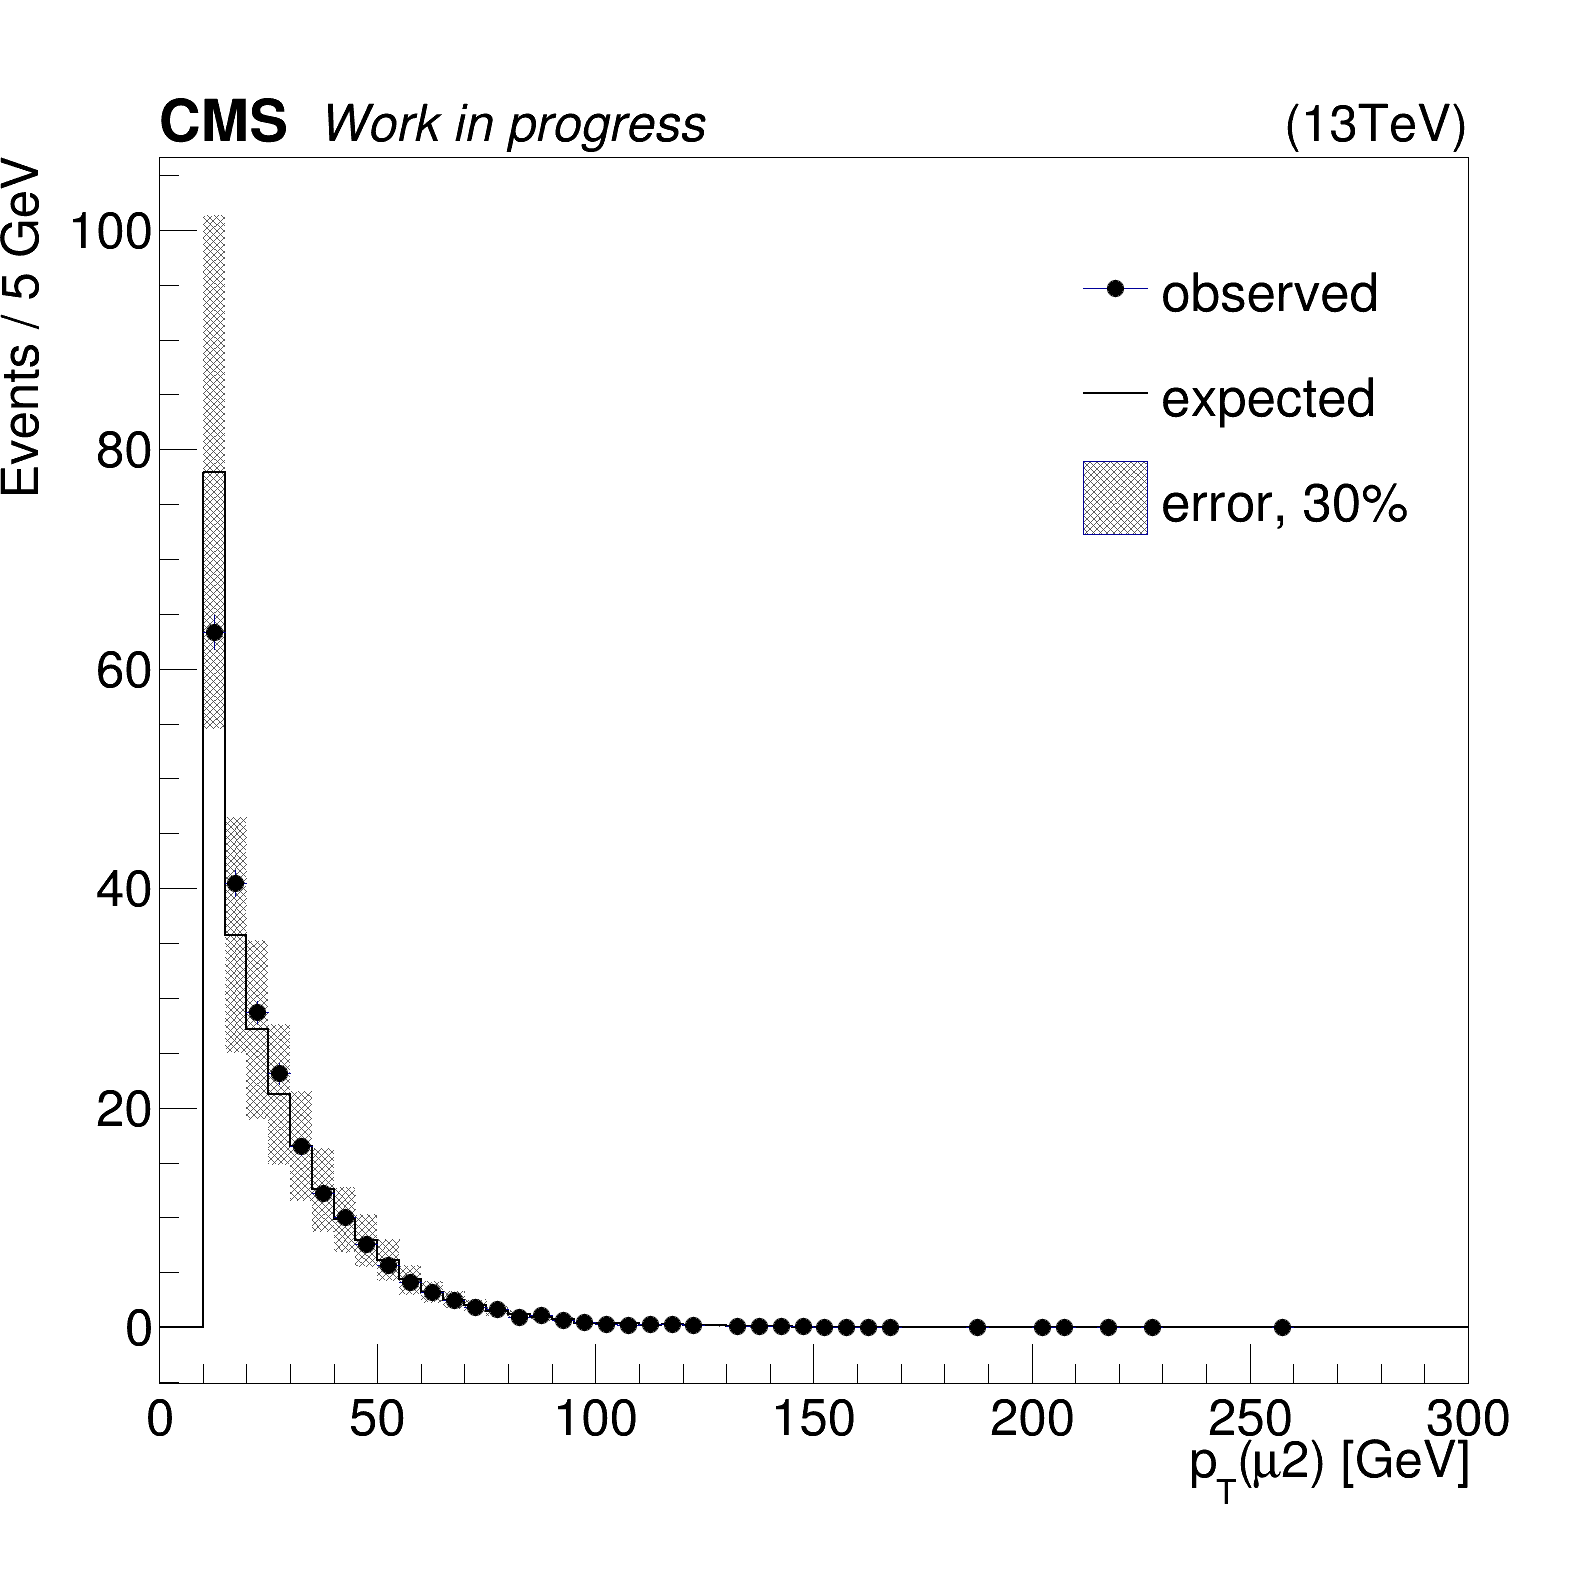 CMS Work in progress (13TeV)
Events / 5 GeV
100
80
60
40
20
0
observed
expected
error, 30%
0 50 100 150 200 250 300
pT(μ2) [GeV]